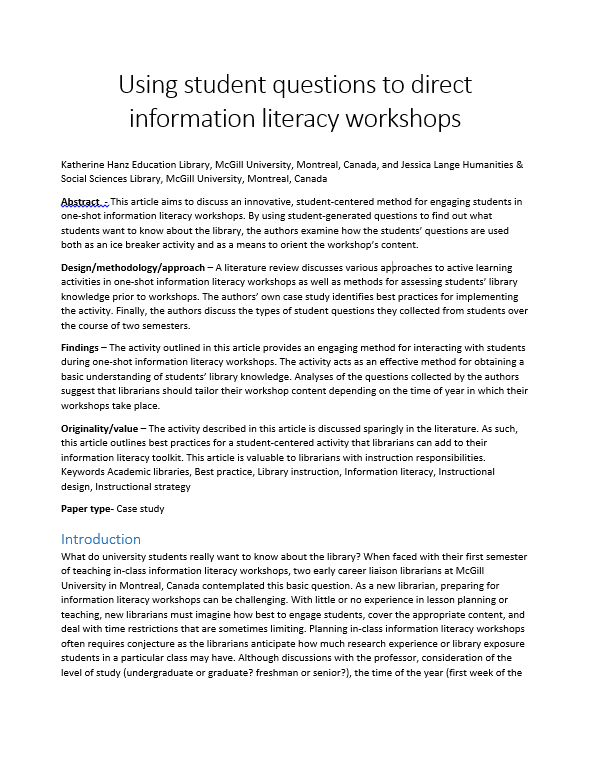 Using student questions to direct
information literacy workshops
Katherine Hanz Education Library, McGill University, Montreal, Canada, and Jessica Lange Humanities &
Social Sciences Library, McGill University, Montreal, Canada
Abstract - This article aims to discuss an innovative, student-centered method for engaging students in
one-shot information literacy workshops. By using student-generated questions to find out what
students want to know about the library, the authors examine how the students’ questions are used
both as an ice breaker activity and as a means to orient the workshop’s content.
Design/methodology/approach – A literature review discusses various approaches to active learning
activities in one-shot information literacy workshops as well as methods for assessing students’ library
knowledge prior to workshops. The authors’ own case study identifies best practices for implementing
the activity. Finally, the authors discuss the types of student questions they collected from students over
the course of two semesters.
Findings – The activity outlined in this article provides an engaging method for interacting with students
during one-shot information literacy workshops. The activity acts as an effective method for obtaining a
basic understanding of students’ library knowledge. Analyses of the questions collected by the authors
suggest that librarians should tailor their workshop content depending on the time of year in which their
workshops take place.
Originality/value – The activity described in this article is discussed sparingly in the literature. As such,
this article outlines best practices for a student-centered activity that librarians can add to their
information literacy toolkit. This article is valuable to librarians with instruction responsibilities.
Keywords Academic libraries, Best practice, Library instruction, Information literacy, Instructional
design, Instructional strategy
Paper type- Case study
Introduction
What do university students really want to know about the library? When faced with their first semester
of teaching in-class information literacy workshops, two early career liaison librarians at McGill
University in Montreal, Canada contemplated this basic question. As a new librarian, preparing for
information literacy workshops can be challenging. With little or no experience in lesson planning or
teaching, new librarians must imagine how best to engage students, cover the appropriate content, and
deal with time restrictions that are sometimes limiting. Planning in-class information literacy workshops
often requires conjecture as the librarians anticipate how much research experience or library exposure
students in a particular class may have. Although discussions with the professor, consideration of the
level of study (undergraduate or graduate? freshman or senior?), the time of the year (first week of the